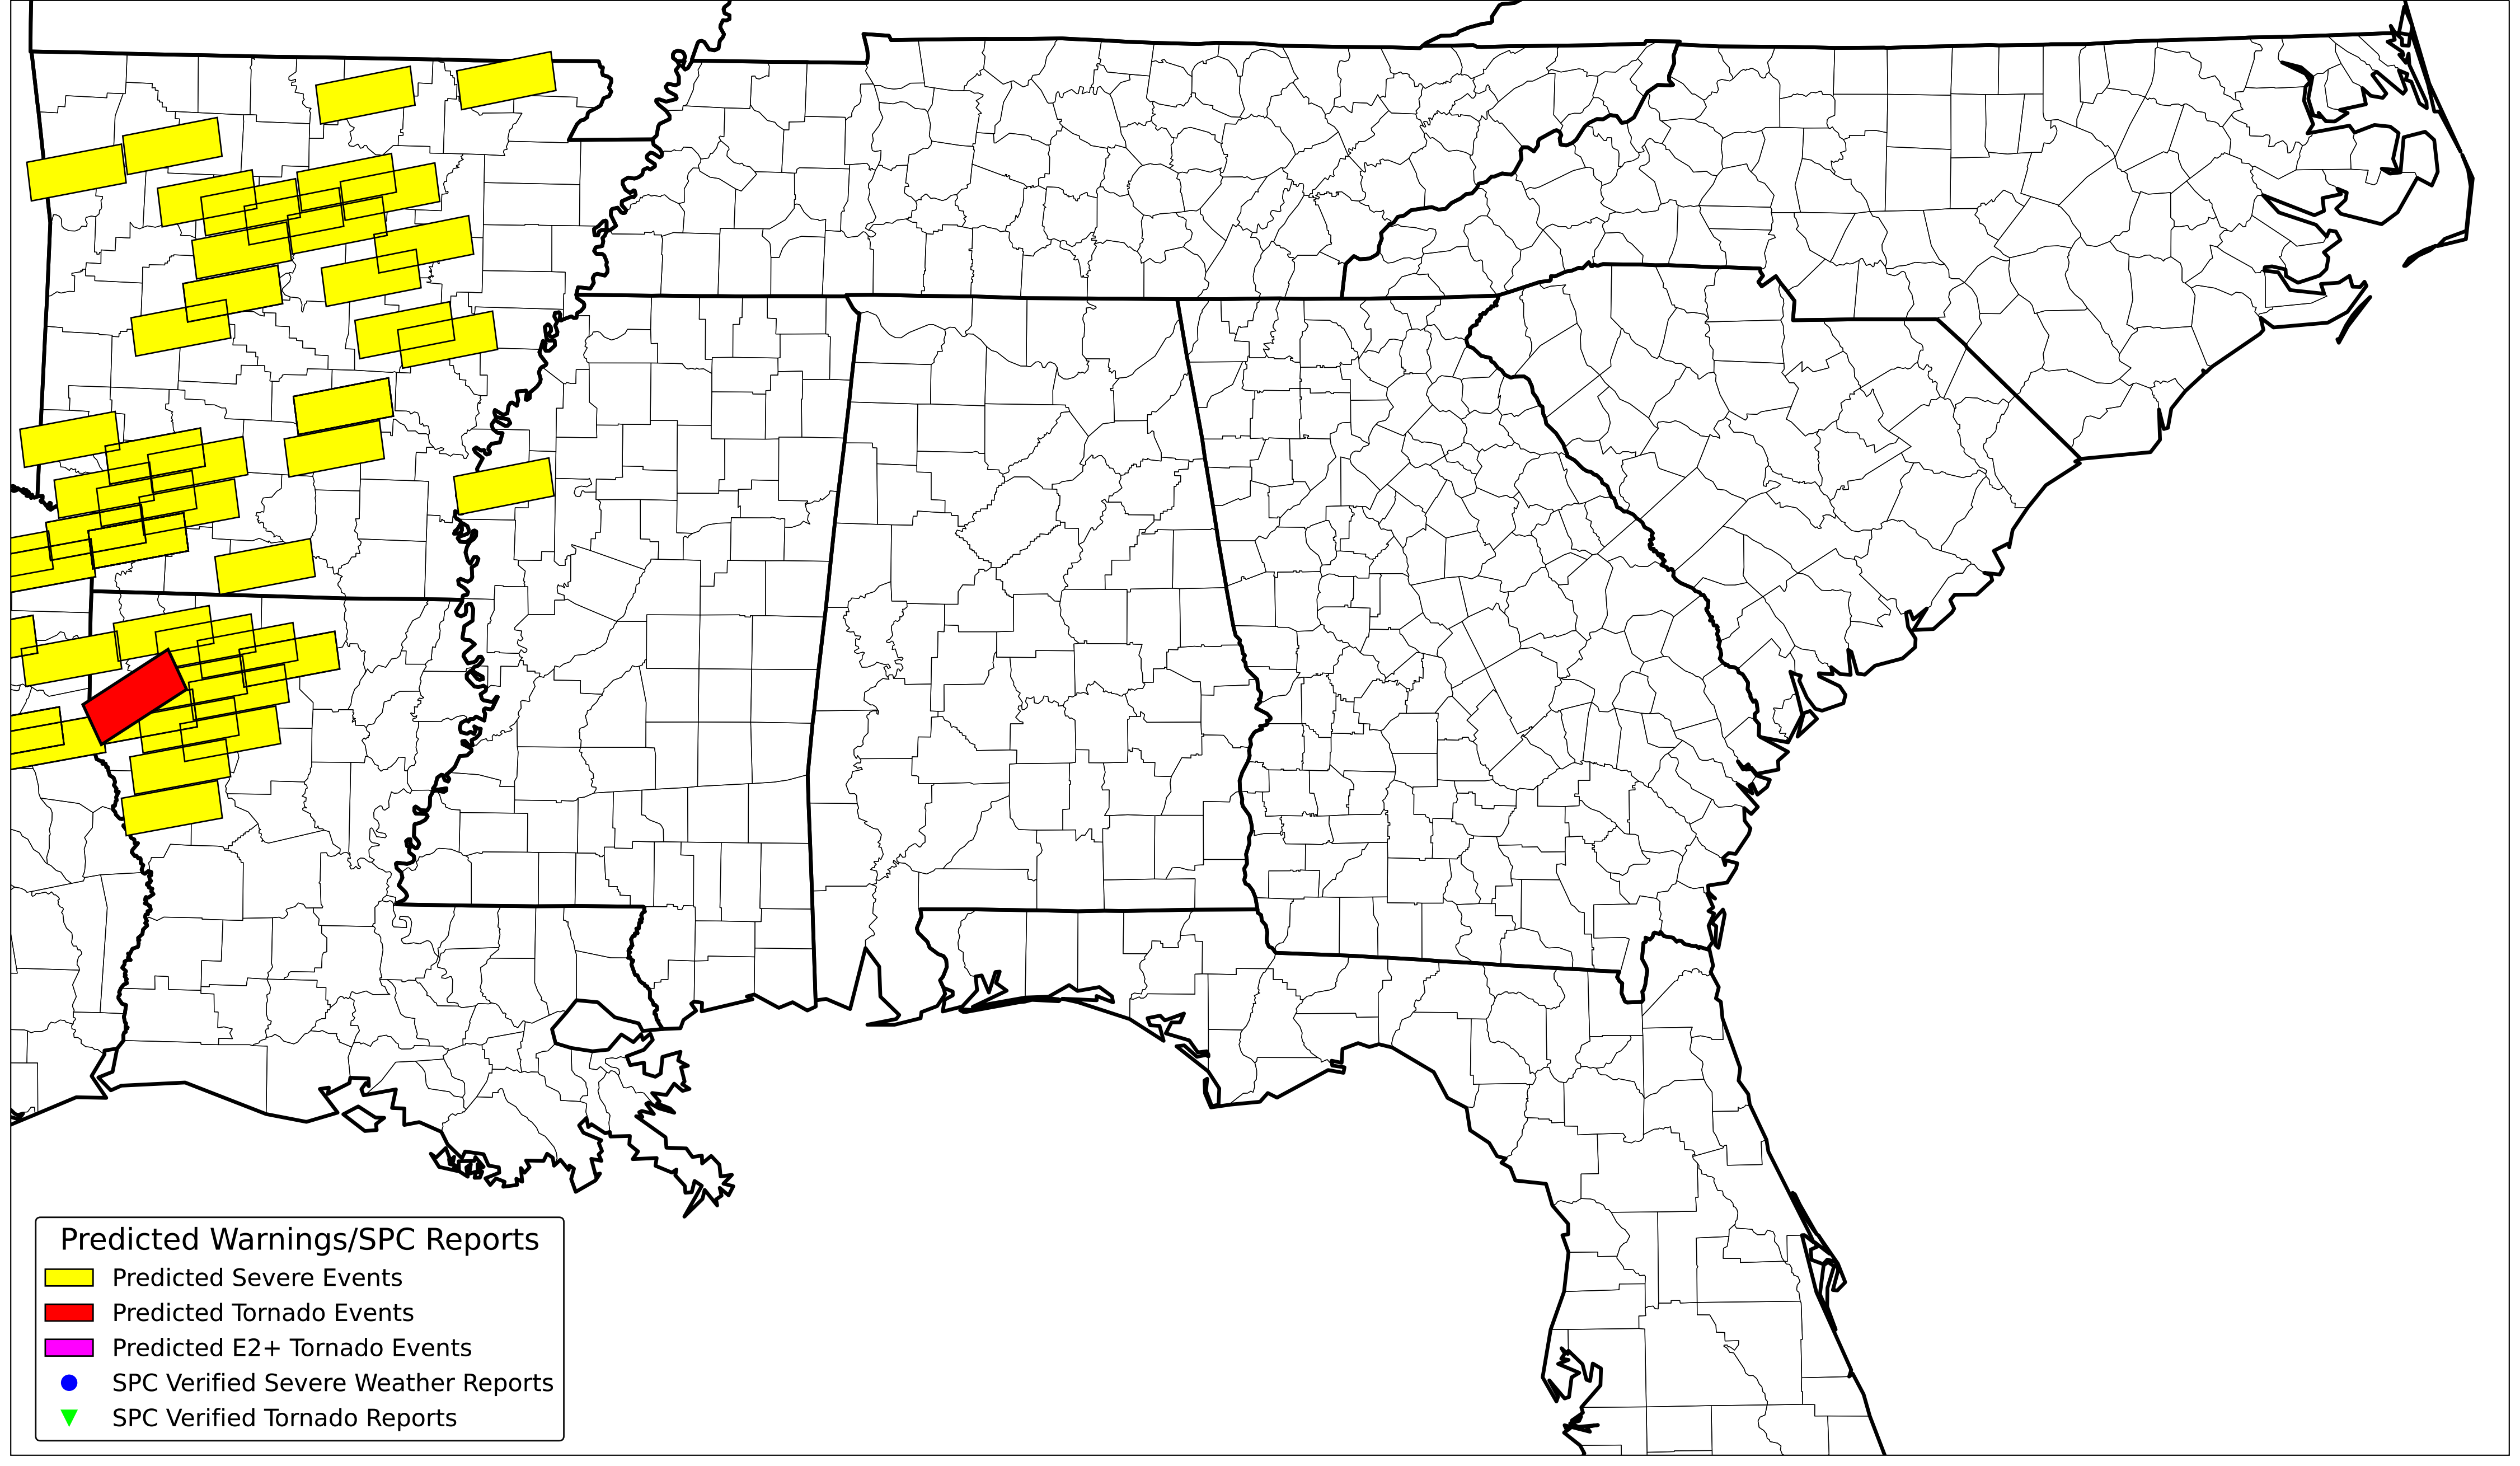 Predicted Warnings/SPC Reports
Predicted Severe Events
Predicted Tornado Events
Predicted E2+ Tornado Events
SPC Verified Severe Weather Reports
SPC Verified Tornado Reports